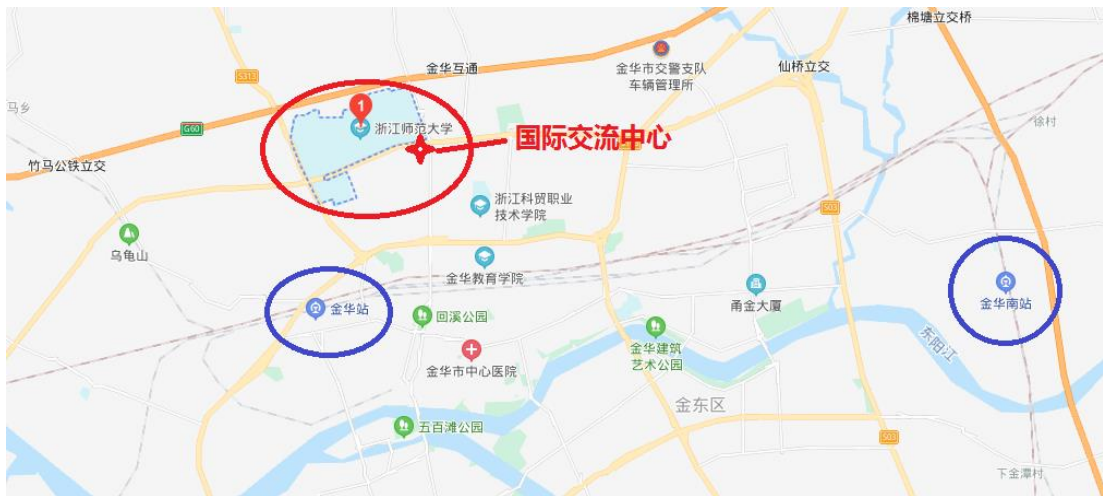 棉塘立交桥
金华互通
金华市交警支队
车辆管理所
仙桥立交
S313
马乡
1
浙江师范大学
国际交流中心
G60
徐村
竹马公铁立交
浙江科贸职业
技术学院
S03
乌龟山
金华教育学院
金华站
回溪公园
甬金大厦
金华南站
金华建筑
艺术公园
东阳江
金华市中心医院
金东区
五百滩公园
S03
下金潭村